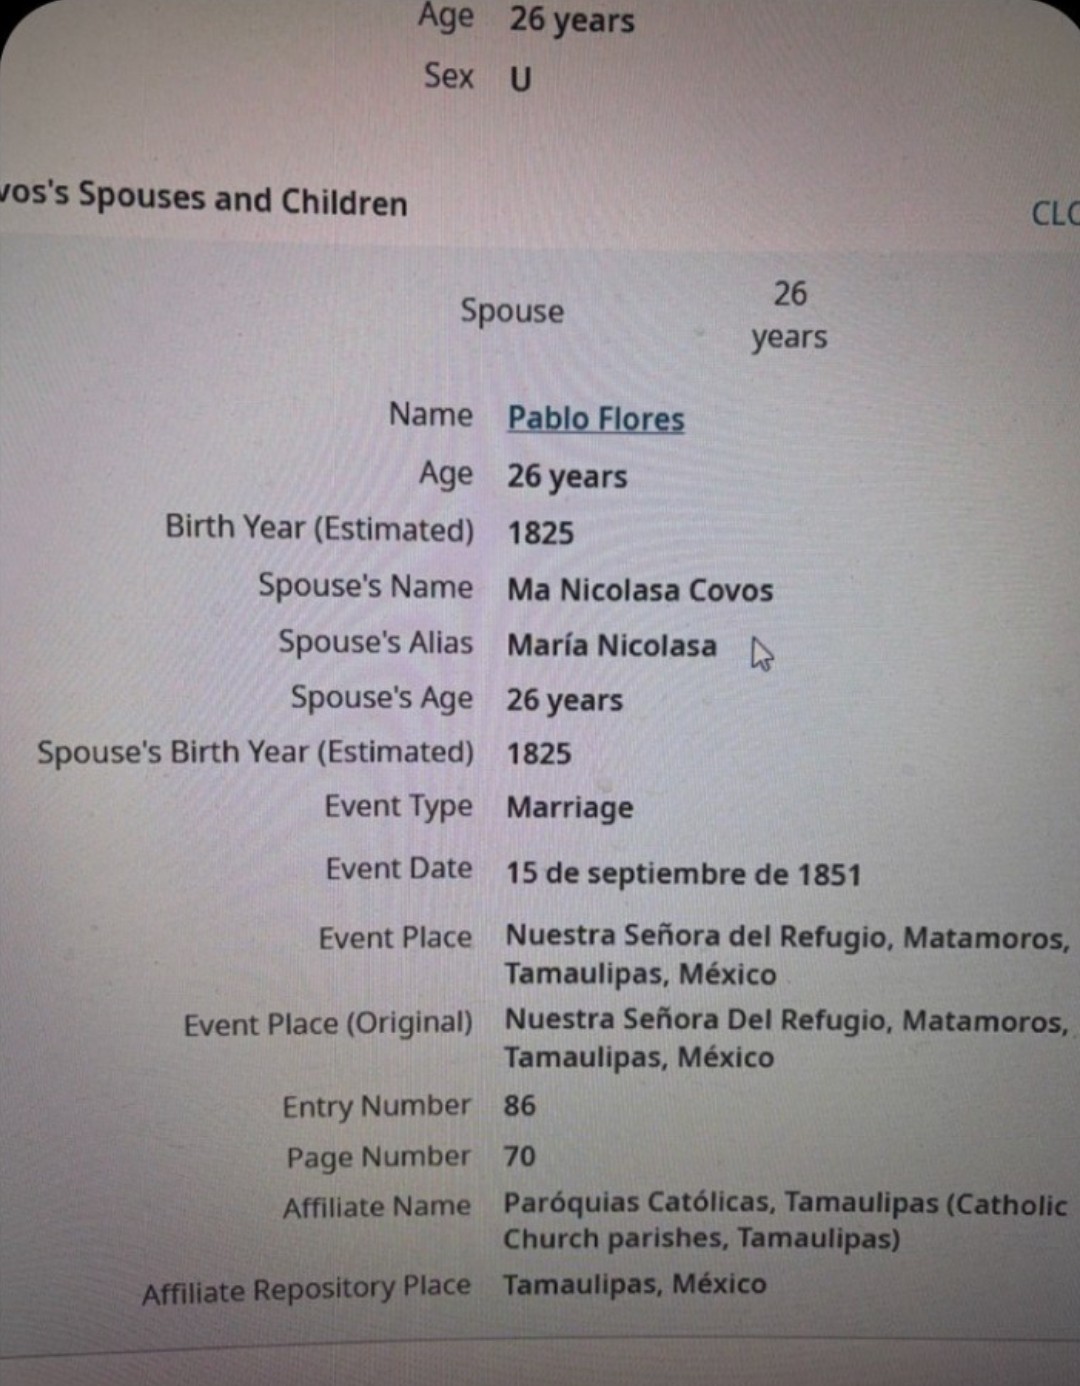 Age 26 years
Sex U
vos's Spouses and Children
CLO
Spouse 26
years
Name Pablo Flores
Age 26 years
Birth Year (Estimated) 1825
Spouse's Name Ma Nicolasa Covos
Spouse's Alias María Nicolasa
Spouse's Age 26 years
Spouse's Birth Year (Estimated) 1825
Event Type Marriage
Event Date 15 de septiembre de 1851
Event Place Nuestra Señora del Refugio, Matamoros,
Tamaulipas, México
Event Place (Original) Nuestra Señora Del Refugio, Matamoros,
Tamaulipas, México
Entry Number 86
Page Number 70
Affiliate Name Paróquias Católicas, Tamaulipas (Catholic
Church parishes, Tamaulipas)
Affiliate Repository Place Tamaulipas, México